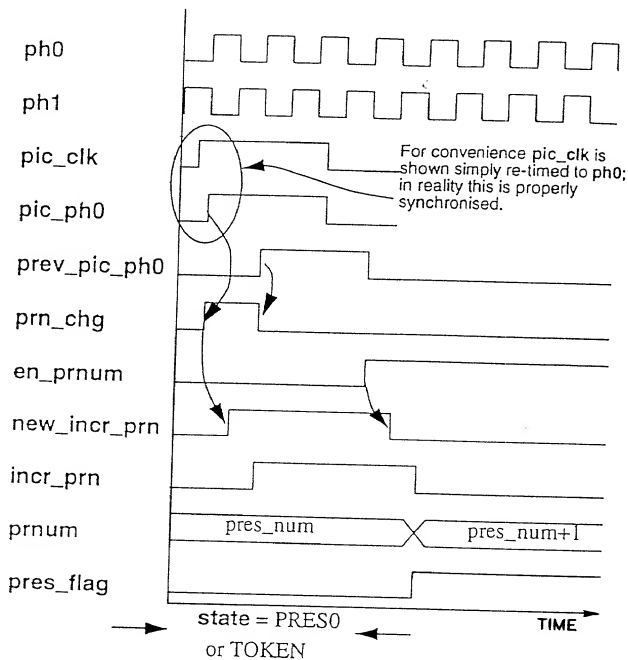 ph0
ph1
pic_clk
For convenience pic_clk is
shown simply re-timed to ph0;
in reality this is properly
synchronised.
pic_ph0
prev_pic_ph0
prn_chg
en_prnum
new_incr_prn
incr_prn
prnum
pres_num
pres_num+1
pres_flag
TIME
state = PRES0
or TOKEN